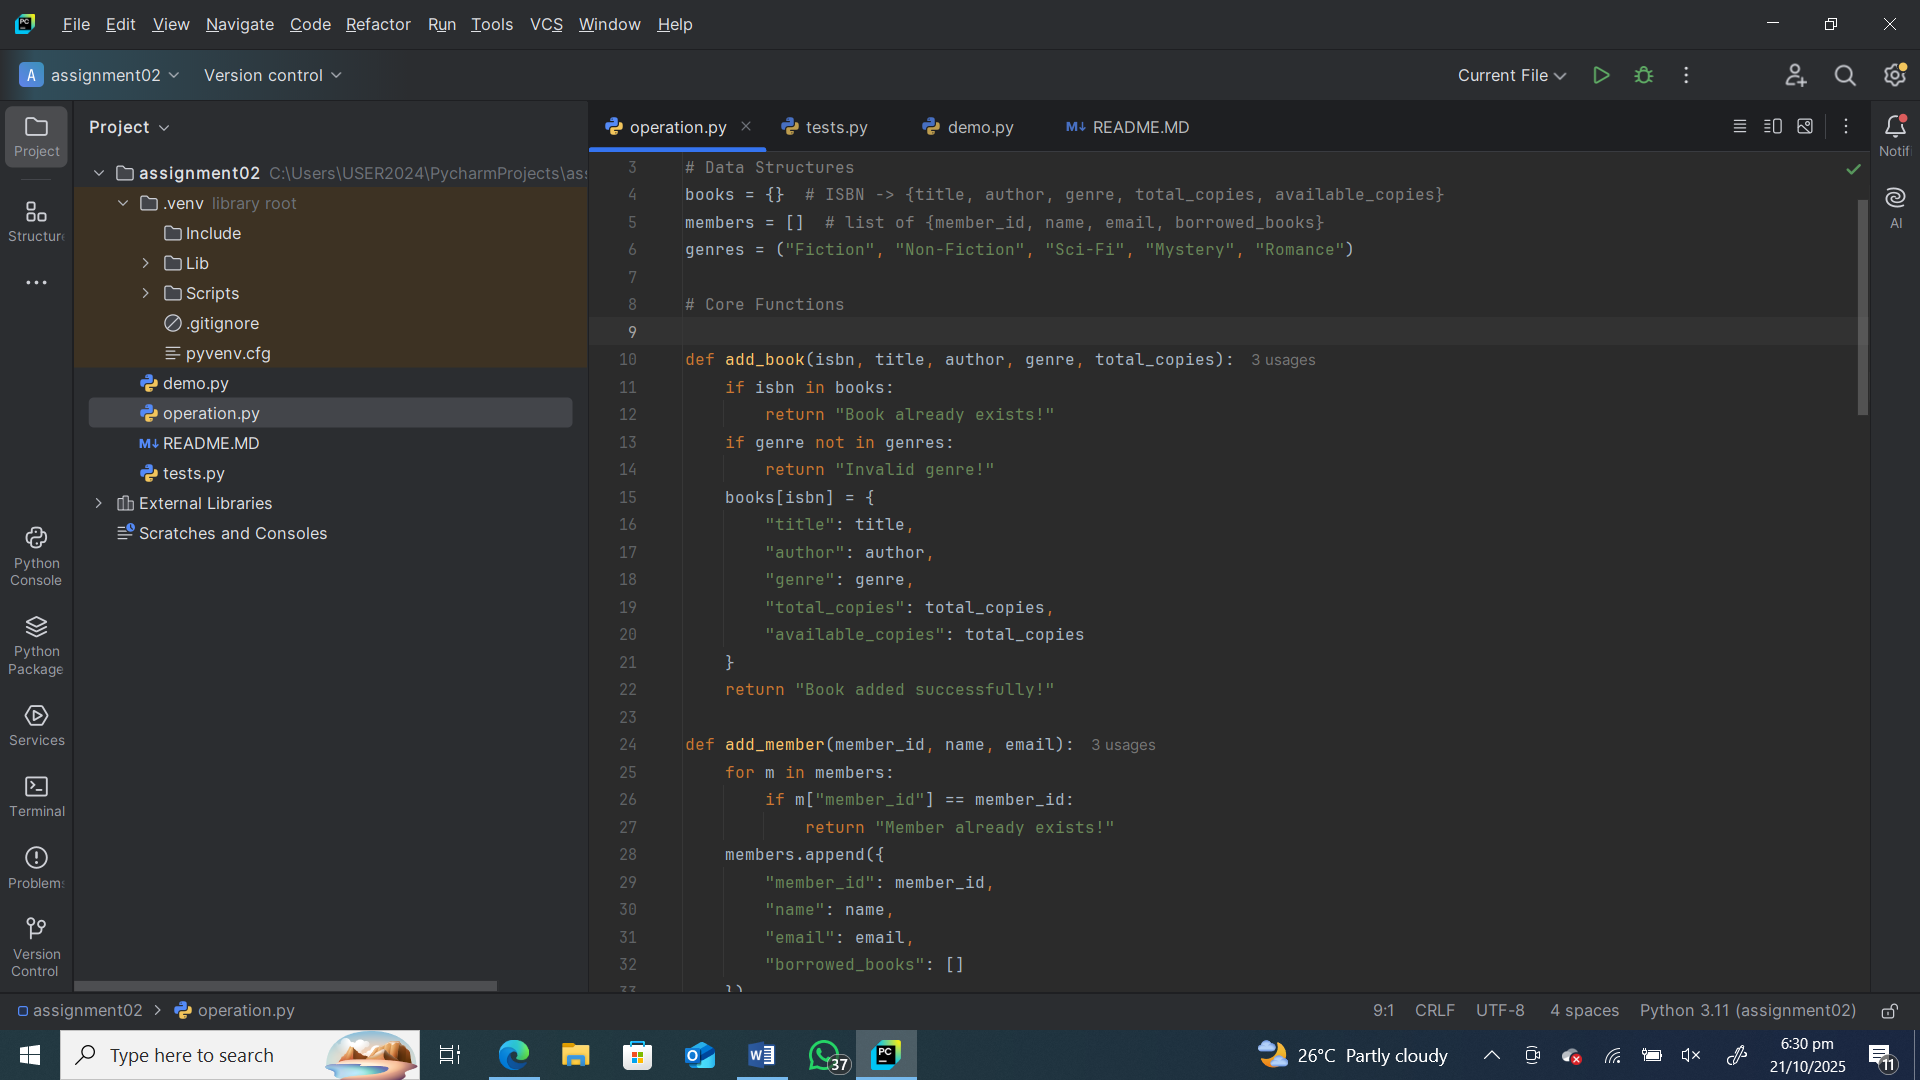 File Edit View Navigate Code Refactor Run Tools VCS Window Help
A assignment02 Version control Current File
Project
operation.py tests.py demo.py README.MD
Project
Structure
Python Console
Python Package
Services
Terminal
Problems
Version Control
assignment02 C:\Users\USER2024\PycharmProjects\as
.venv library root
Include
Lib
Scripts
.gitignore
pyvenv.cfg
demo.py
operation.py
README.MD
tests.py
External Libraries
Scratches and Consoles
3 # Data Structures
4 books = {}  # ISBN -> {title, author, genre, total_copies, available_copies}
5 members = []  # list of {member_id, name, email, borrowed_books}
6 genres = ("Fiction", "Non-Fiction", "Sci-Fi", "Mystery", "Romance")
7
8 # Core Functions
9
10 def add_book(isbn, title, author, genre, total_copies): 3 usages
11     if isbn in books:
12         return "Book already exists!"
13     if genre not in genres:
14         return "Invalid genre!"
15     books[isbn] = {
16         "title": title,
17         "author": author,
18         "genre": genre,
19         "total_copies": total_copies,
20         "available_copies": total_copies
21     }
22     return "Book added successfully!"
23
24 def add_member(member_id, name, email): 3 usages
25     for m in members:
26         if m["member_id"] == member_id:
27             return "Member already exists!"
28     members.append({
29         "member_id": member_id,
30         "name": name,
31         "email": email,
32         "borrowed_books": []
33     })
Notifi
AI
assignment02 > operation.py 9:1 CRLF UTF-8 4 spaces Python 3.11 (assignment02)
Type here to search 37 26°C Partly cloudy 6:30 pm
21/10/2025 11